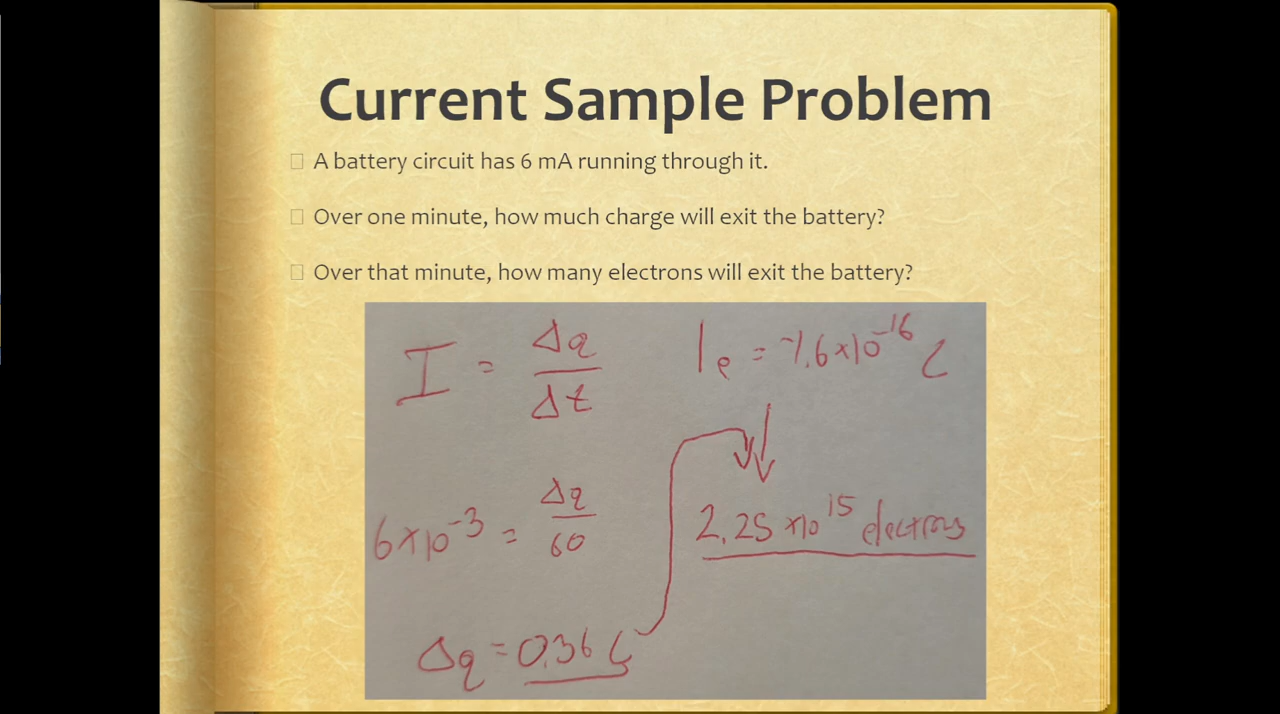 Current Sample Problem
A battery circuit has 6 mA running through it.
Over one minute, how much charge will exit the battery?
Over that minute, how many electrons will exit the battery?
I = Δq/Δt
6×10⁻³ = Δq/60
Δq = 0.36 C
1e = -1.6×10⁻¹⁶ C
2.25×10¹⁵ electrons